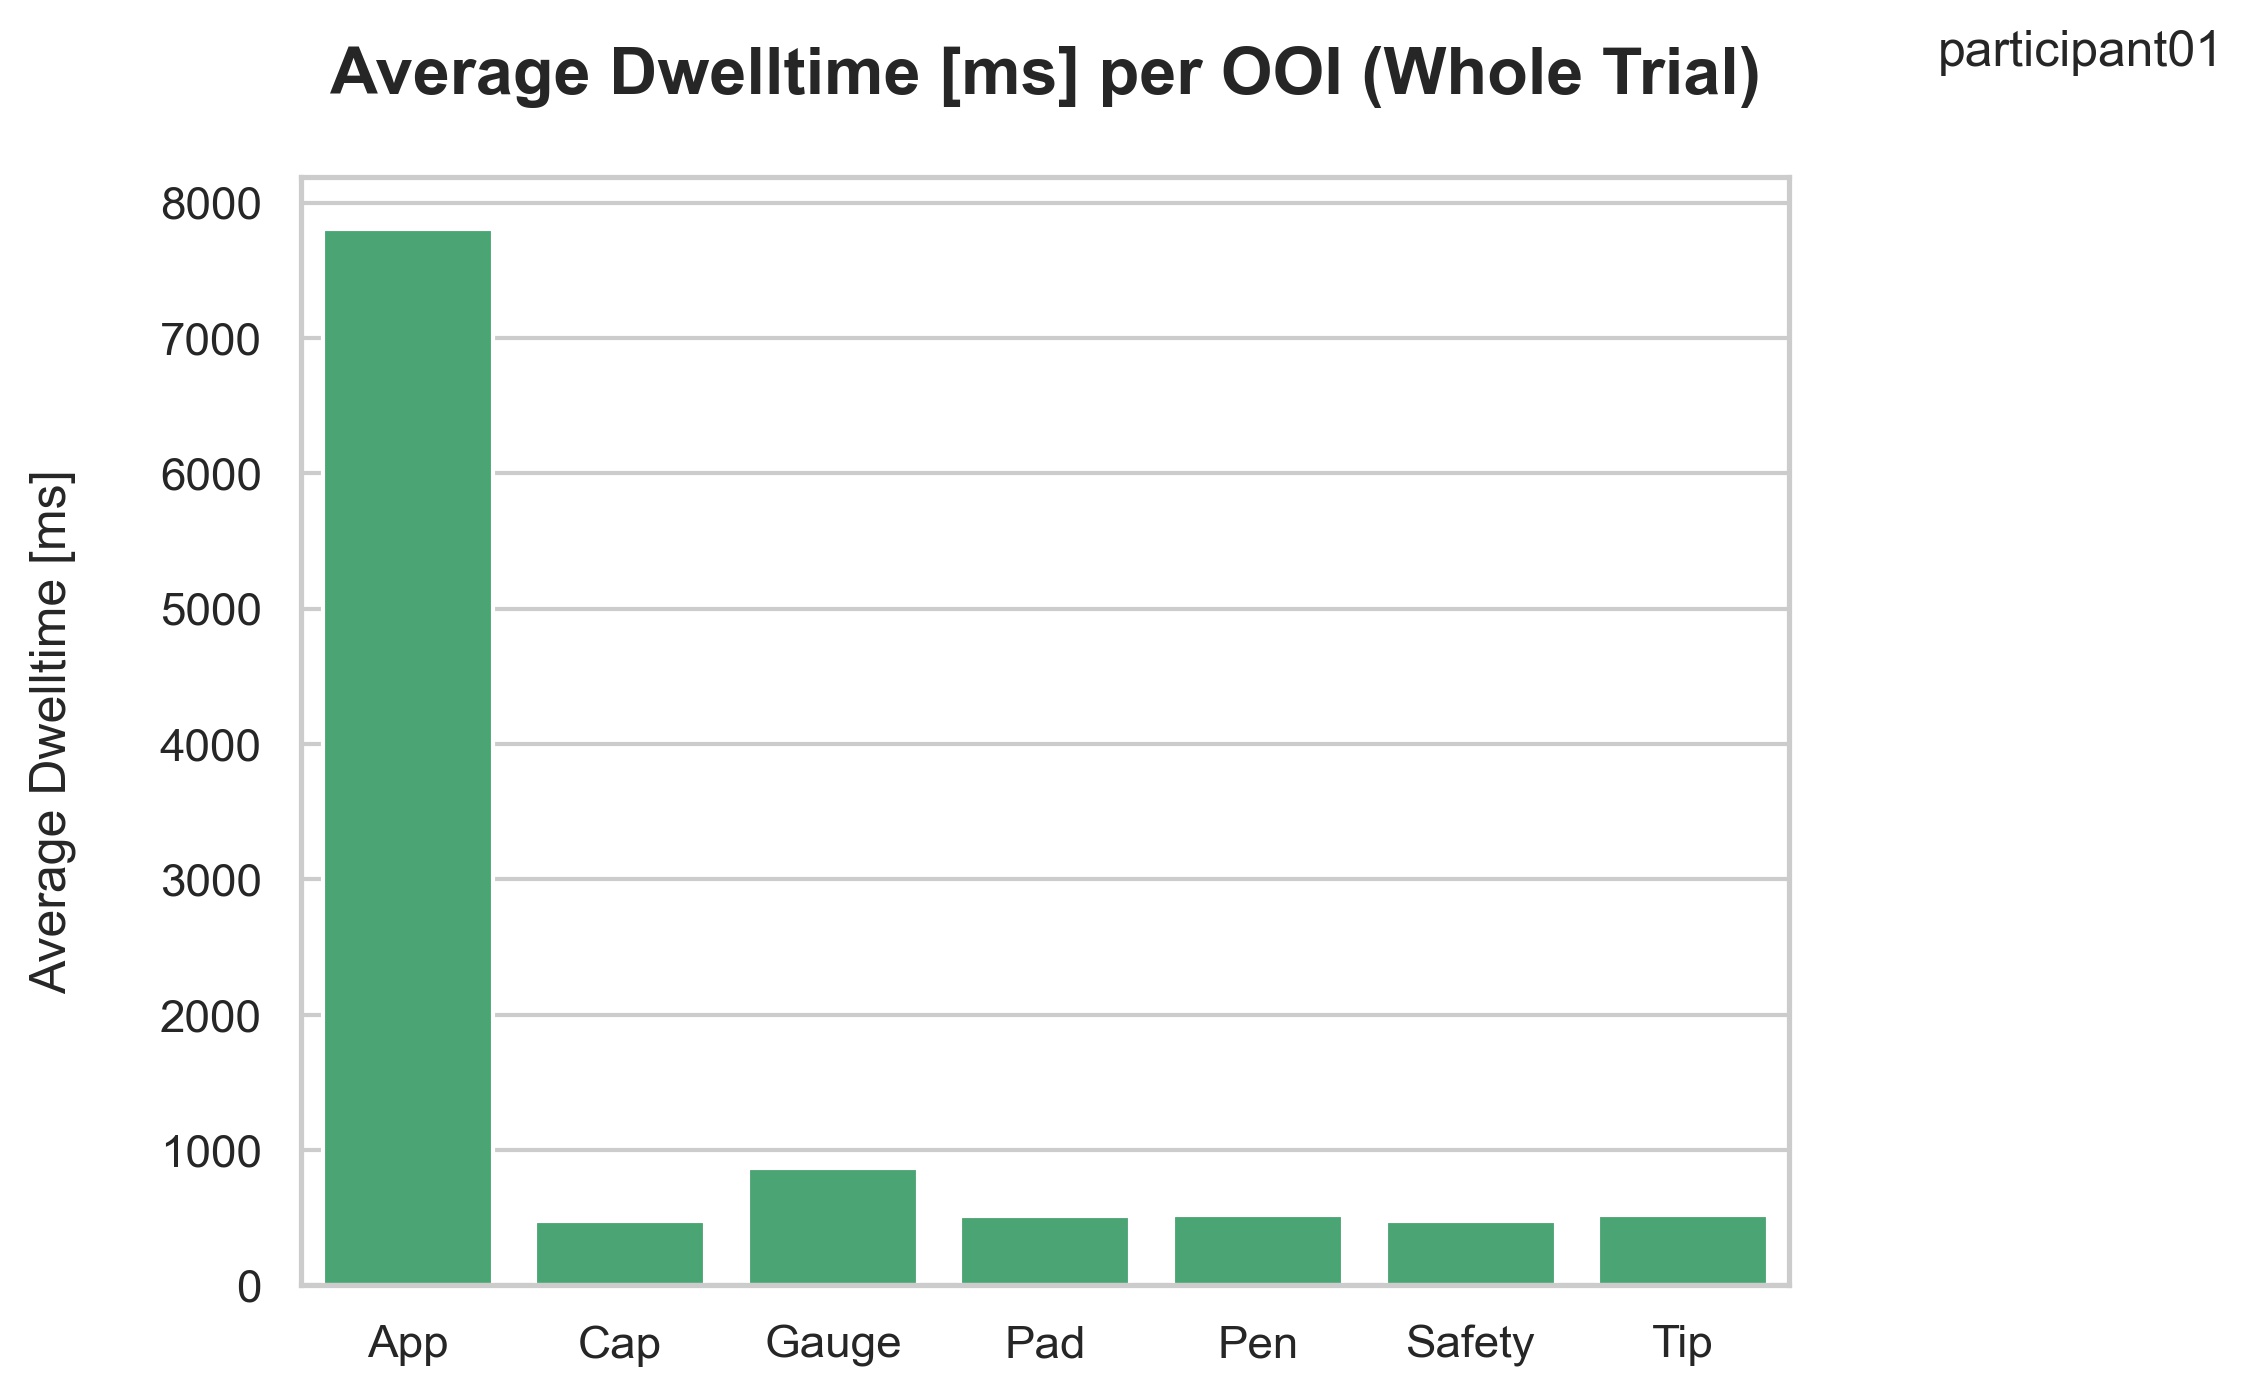 participant01
Average Dwelltime [ms] per OOI (Whole Trial)
Average Dwelltime [ms]
8000
7000
6000
5000
4000
3000
2000
1000
0
App Cap Gauge Pad Pen Safety Tip